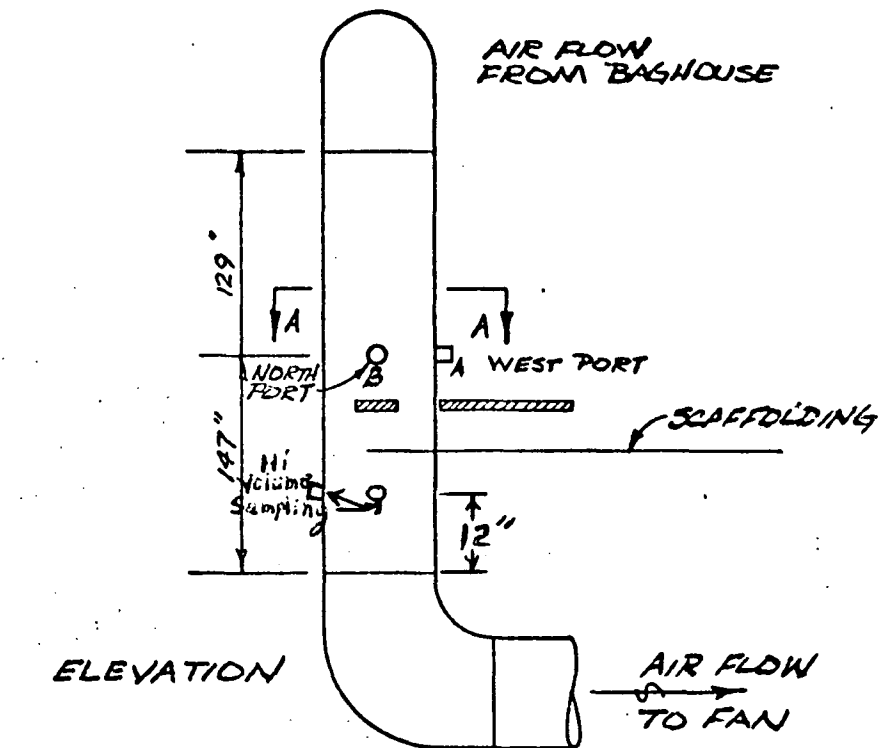 AIR FLOW
FROM BAGHOUSE
129"
A
A
NORTH
PORT
B
A WEST PORT
147"
SCAFFOLDING
Hi
Volume
Sampling
12"
ELEVATION
AIR FLOW
TO FAN